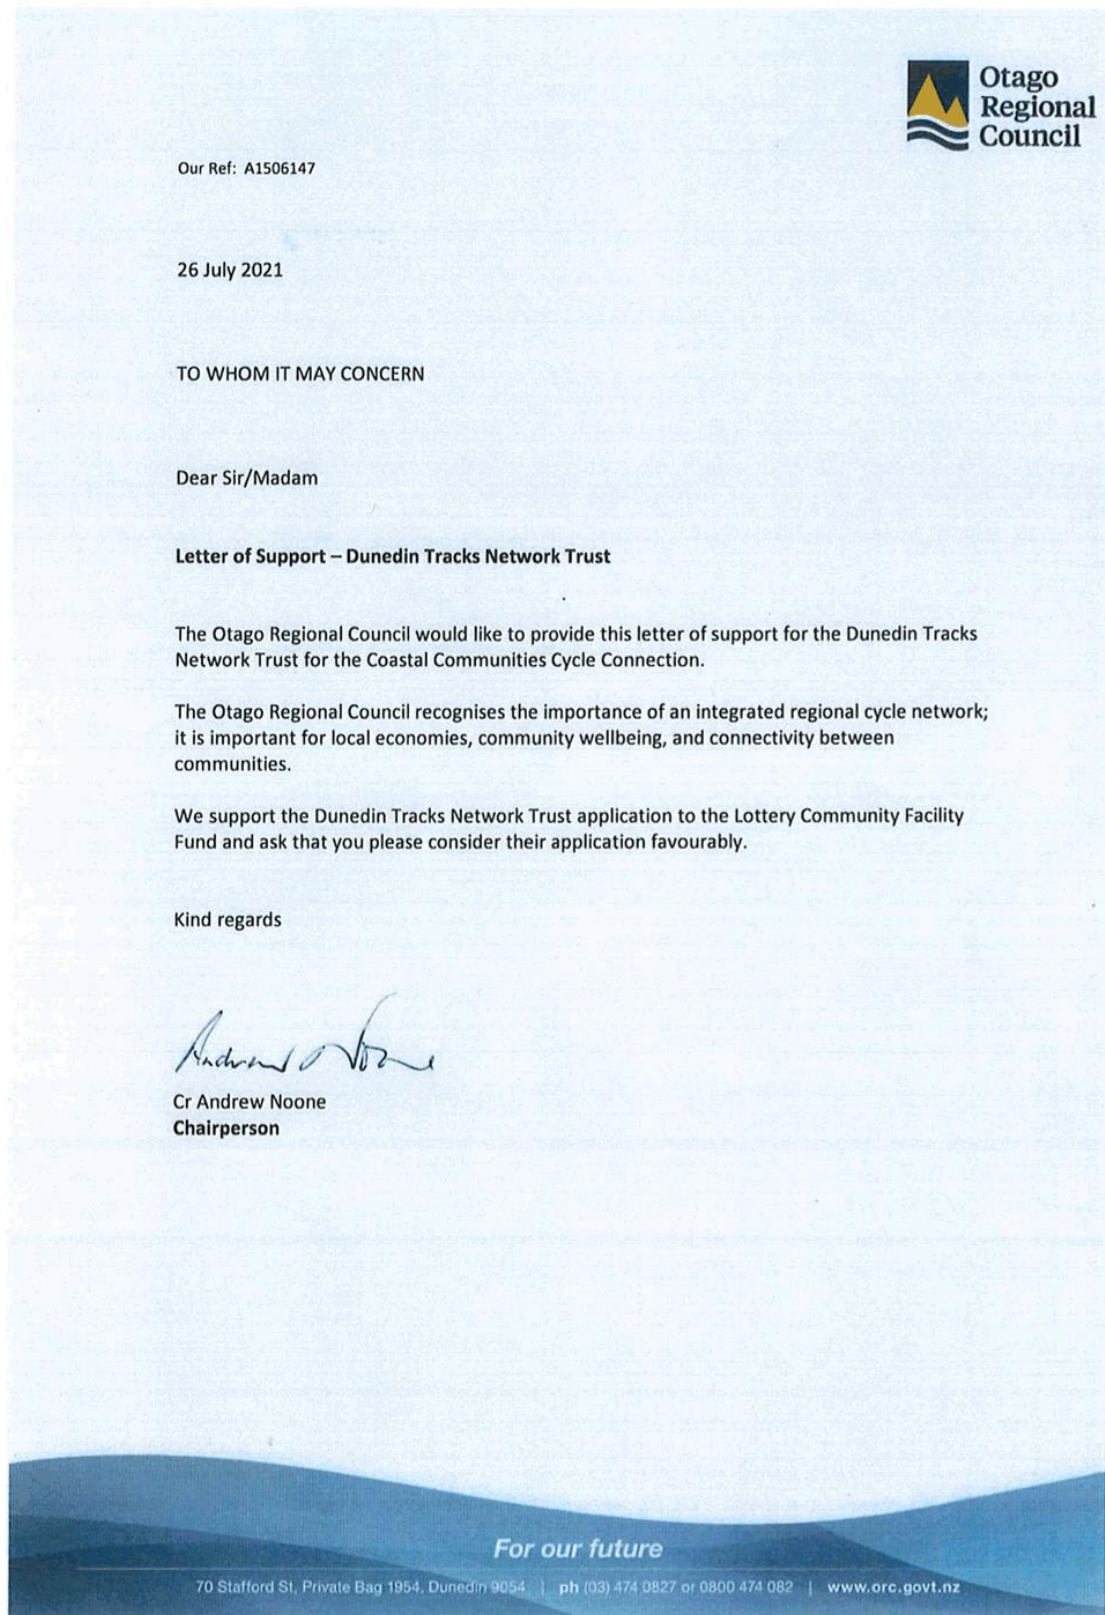 Otago
Regional
Council
Our Ref: A1506147
26 July 2021
TO WHOM IT MAY CONCERN
Dear Sir/Madam
Letter of Support – Dunedin Tracks Network Trust
The Otago Regional Council would like to provide this letter of support for the Dunedin Tracks
Network Trust for the Coastal Communities Cycle Connection.
The Otago Regional Council recognises the importance of an integrated regional cycle network;
it is important for local economies, community wellbeing, and connectivity between
communities.
We support the Dunedin Tracks Network Trust application to the Lottery Community Facility
Fund and ask that you please consider their application favourably.
Kind regards
Andrew Noone
Cr Andrew Noone
Chairperson
For our future
70 Stafford St, Private Bag 1954, Dunedin 9054 | ph (03) 474 0827 or 0800 474 082 | www.orc.govt.nz